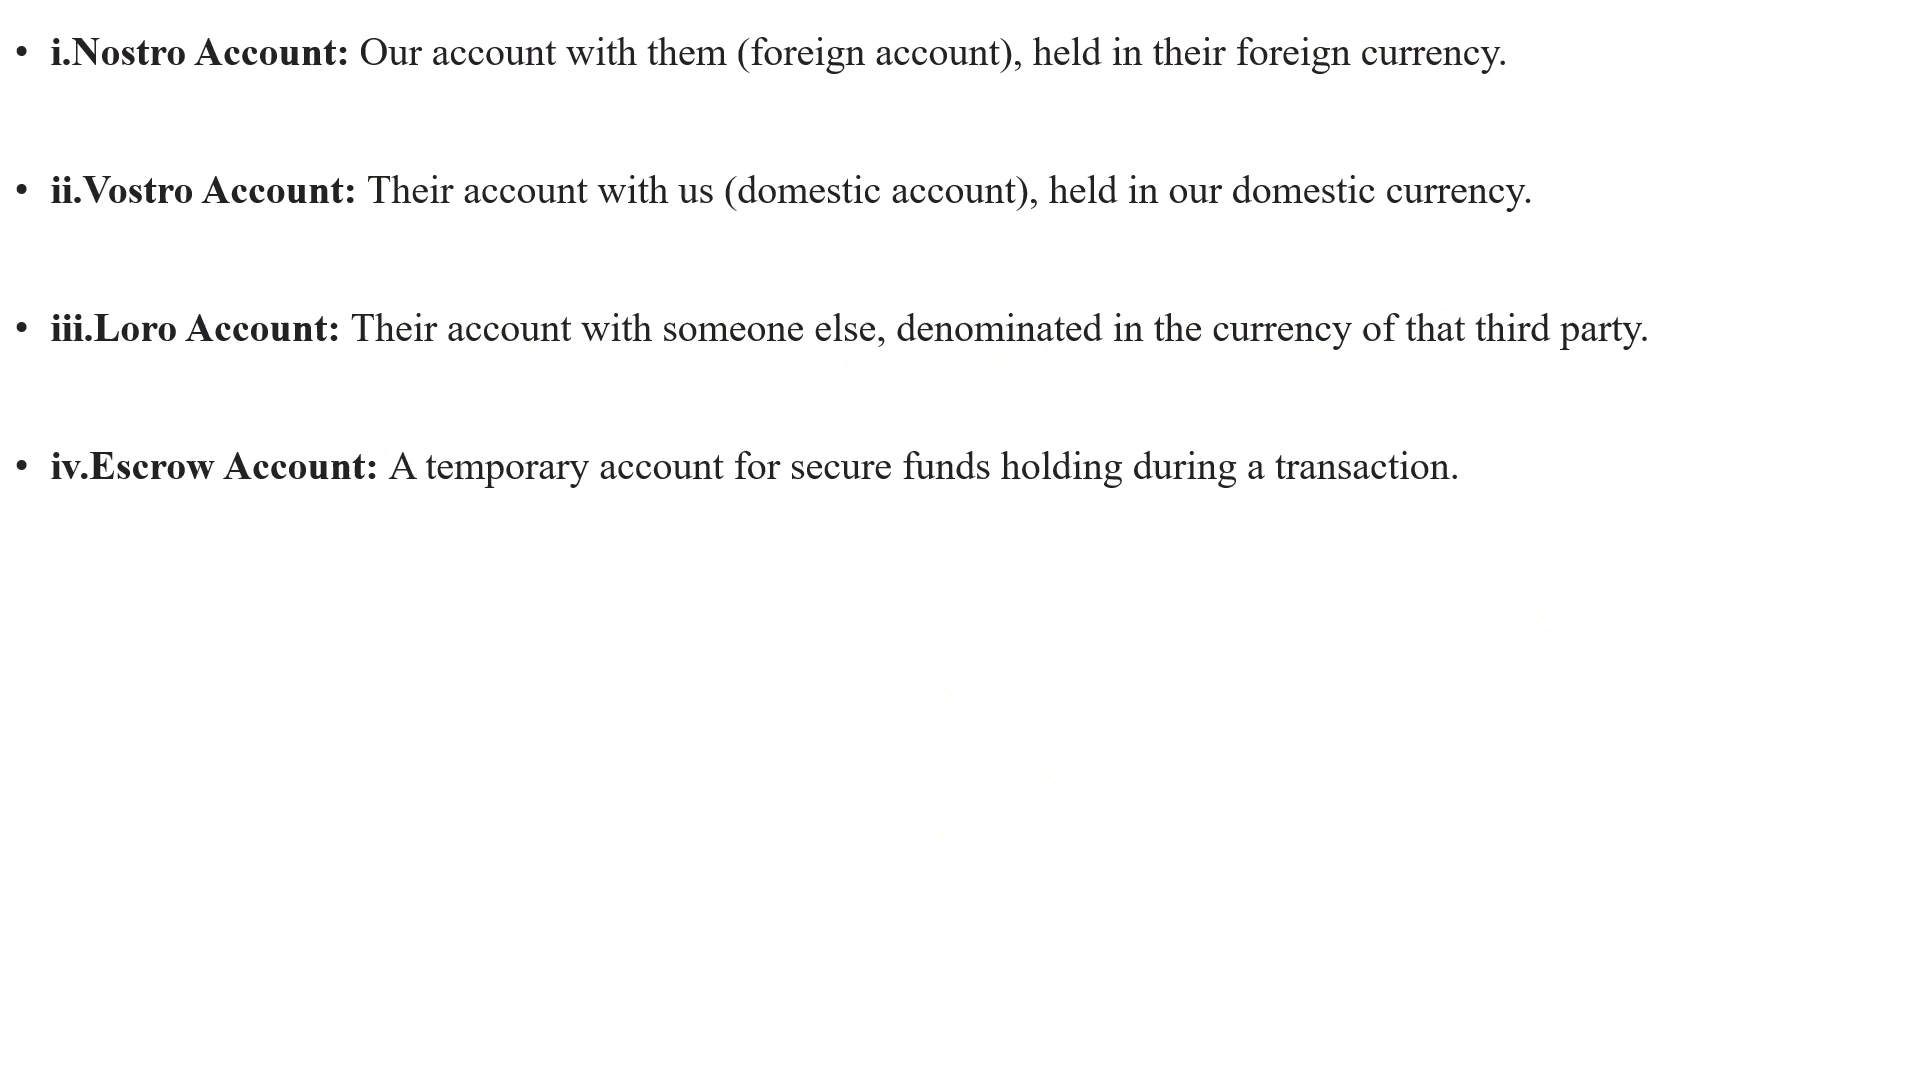 • i.Nostro Account: Our account with them (foreign account), held in their foreign currency.
• ii.Vostro Account: Their account with us (domestic account), held in our domestic currency.
• iii.Loro Account: Their account with someone else, denominated in the currency of that third party.
• iv.Escrow Account: A temporary account for secure funds holding during a transaction.